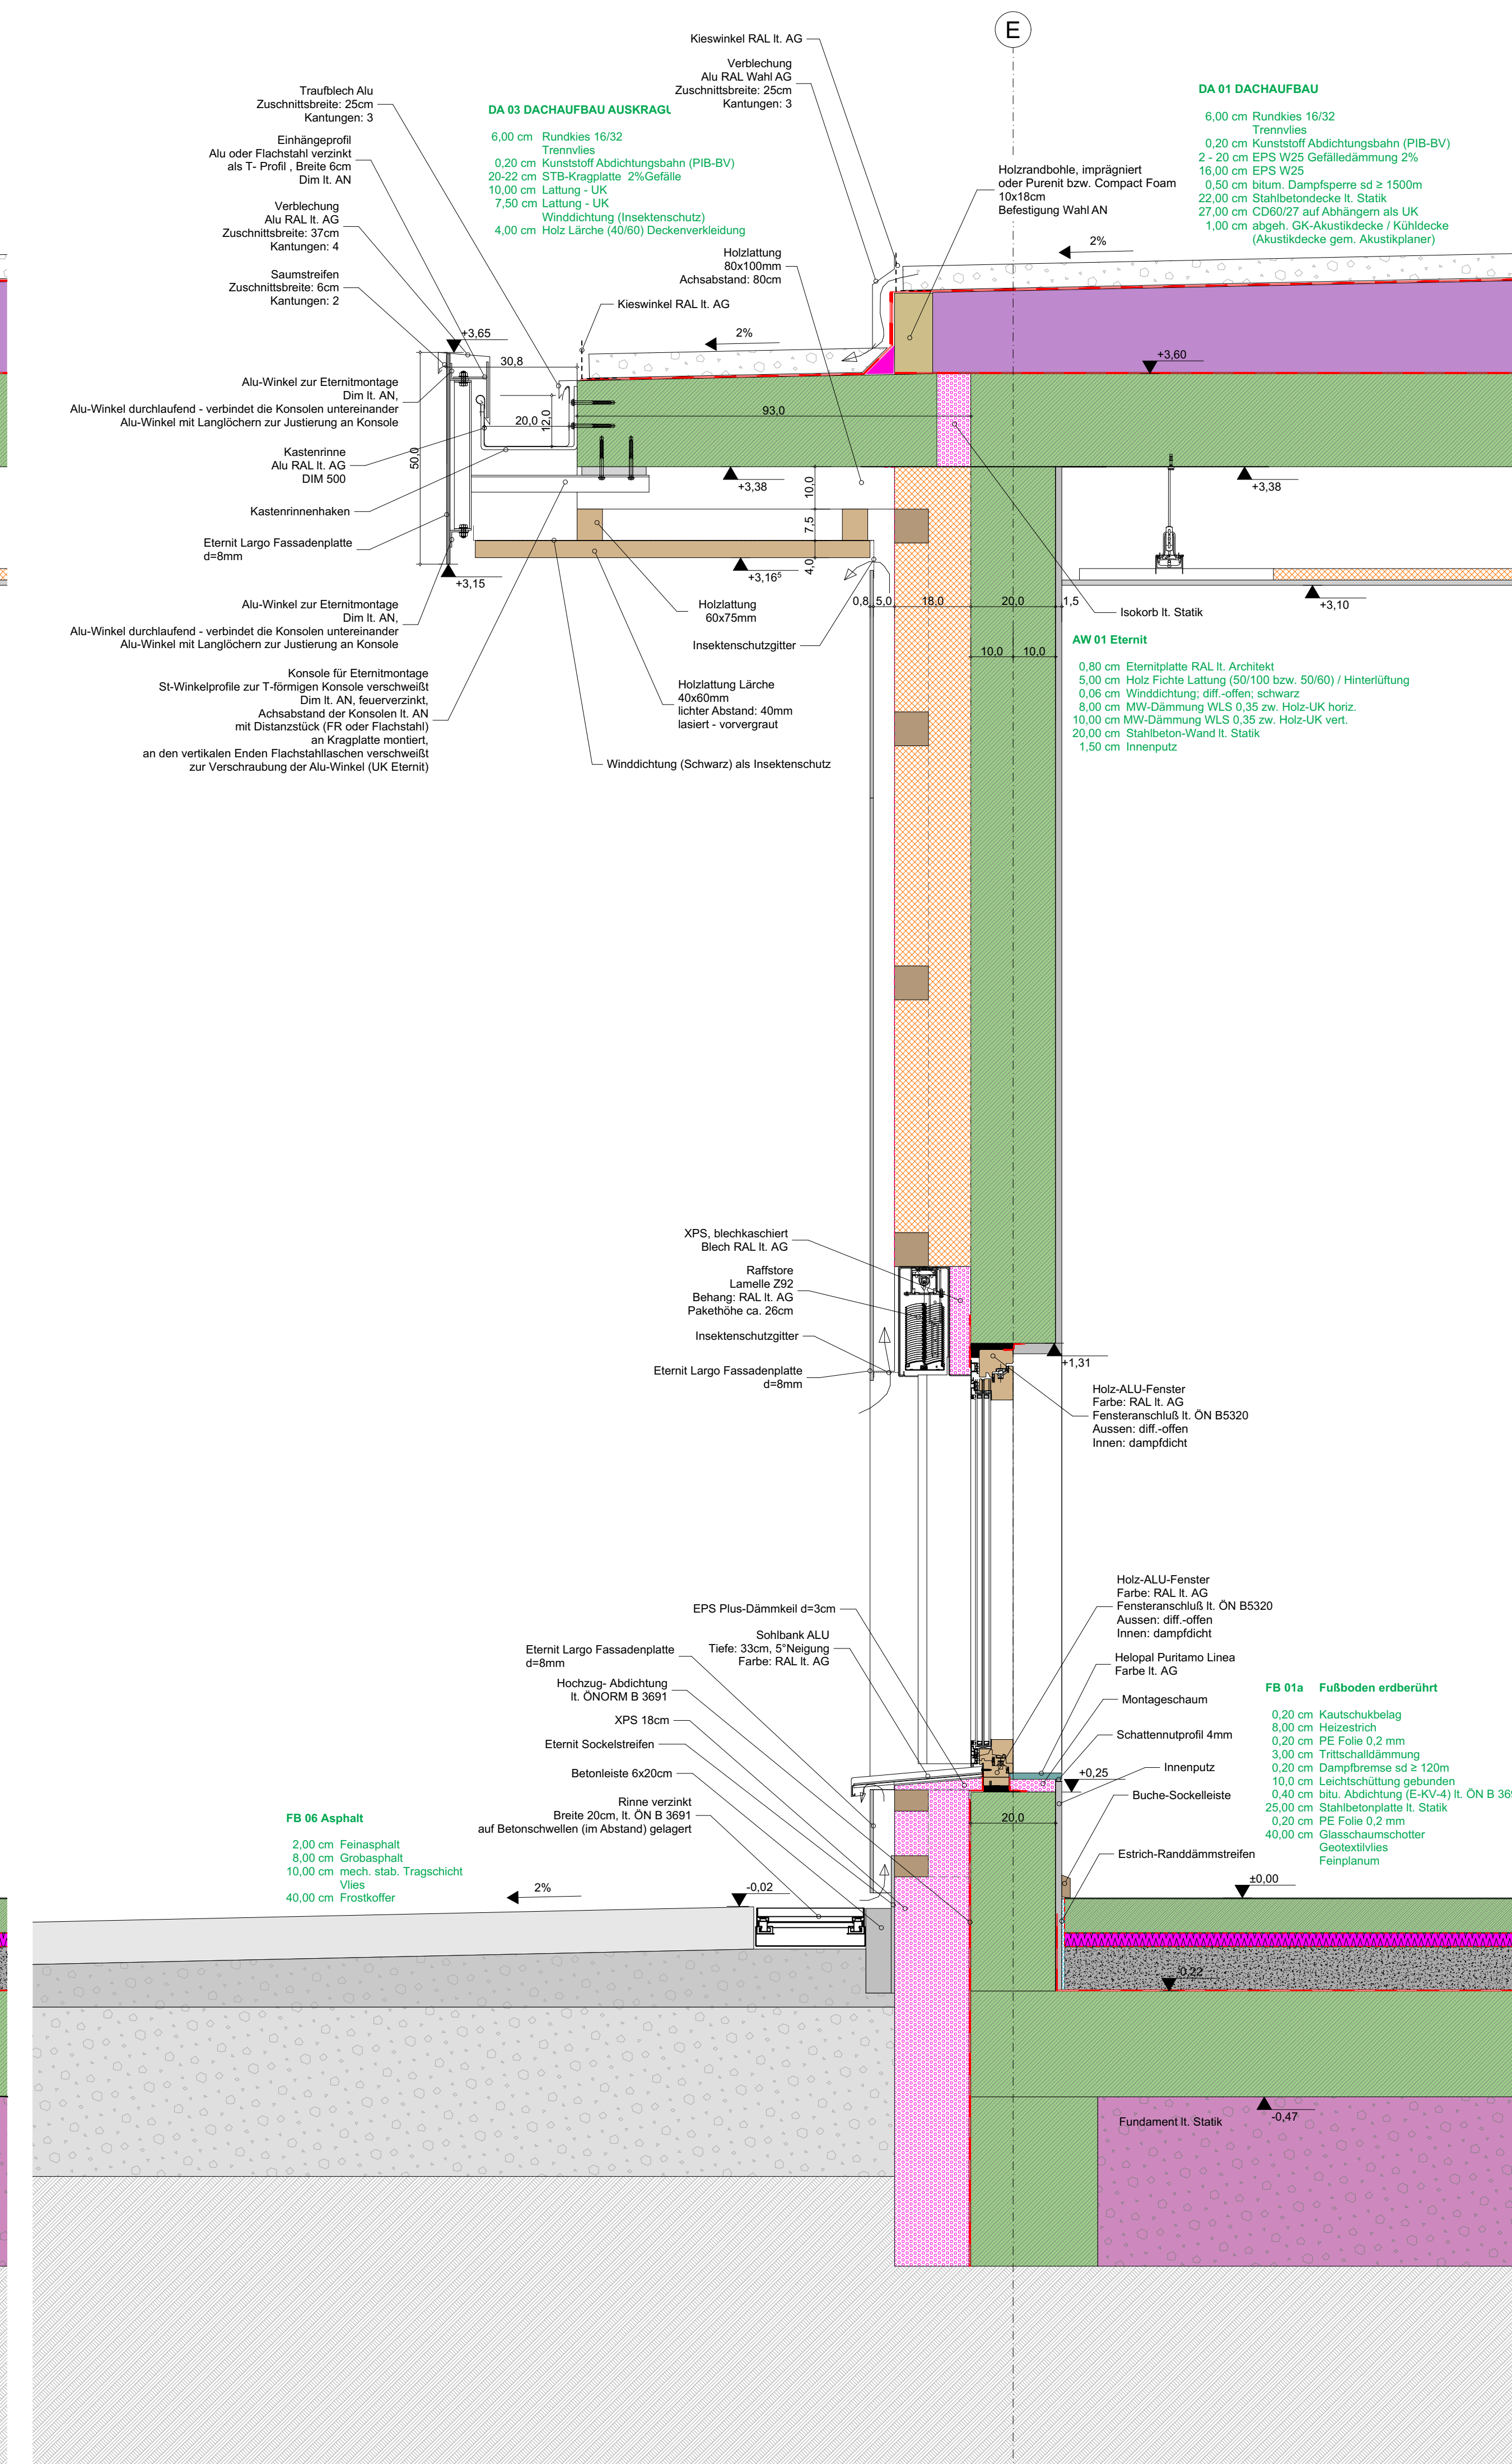 E
Kieswinkel RAL lt. AG
Verblechung
Alu RAL Wahl AG
Zuschnittsbreite: 25cm
Kantungen: 3
Traufblech Alu
Zuschnittsbreite: 25cm
Kantungen: 3
Einhängeprofil
Alu oder Flachstahl verzinkt
als T- Profil , Breite 6cm
Dim lt. AN
Verblechung
Alu RAL lt. AG
Zuschnittsbreite: 37cm
Kantungen: 4
Saumstreifen
Zuschnittsbreite: 6cm
Kantungen: 2
DA 03 DACHAUFBAU
6,00 cm Rundkies 16/32
Trennvlies
0,20 cm Kunststoff Abdichtungsbahn (PIB-BV)
20-22 cm STB-Kragplatte 2%Gefälle
10,00 cm Lattung - UK
7,50 cm Lattung - UK
Winddichtung (Insektenschutz)
4,00 cm Holz Lärche (40/60) Deckenverkleidung
DA 01 DACHAUFBAU
6,00 cm Rundkies 16/32
Trennvlies
0,20 cm Kunststoff Abdichtungsbahn (PIB-BV)
2 - 20 cm EPS W25 Gefälledämmung 2%
16,00 cm EPS W25
0,50 cm bitum. Dampfsperre sd ≥ 1500m
22,00 cm Stahlbetondecke lt. Statik
27,00 cm CD60/27 auf Abhängern als UK
1,00 cm abgeh. GK-Akustikdecke / Kühldecke
(Akustikdecke gem. Akustikplaner)
Holzrandbohle, imprägniert
oder Purenit bzw. Compact Foam
10x18cm
Befestigung Wahl AN
2%
Holzlattung
80x100mm
Achsabstand: 80cm
Kieswinkel RAL lt. AG
2%
+3,65
30,8
+3,60
Alu-Winkel zur Eternitmontage
Dim lt. AN,
Alu-Winkel durchlaufend - verbindet die Konsolen untereinander
Alu-Winkel mit Langlöchern zur Justierung an Konsole
93,0
20,0
12,0
50,0
Kastenrinne
Alu RAL lt. AG
DIM 500
+3,38
10,0
+3,38
Kastenrinnenhaken
7,5
Eternit Largo Fassadenplatte
d=8mm
4,0
+3,15
+3,16⁵
+3,10
Alu-Winkel zur Eternitmontage
Dim lt. AN,
Alu-Winkel durchlaufend - verbindet die Konsolen untereinander
Alu-Winkel mit Langlöchern zur Justierung an Konsole
Holzlattung
60x75mm
0,8 5,0 18,0 20,0 1,5
Isokorb lt. Statik
Insektenschutzgitter
10,0 10,0
AW 01 Eternit
0,80 cm Eternitplatte RAL lt. Architekt
5,00 cm Holz Fichte Lattung (50/100 bzw. 50/60) / Hinterlüftung
0,06 cm Winddichtung; diff.-offen; schwarz
8,00 cm MW-Dämmung WLS 0,35 zw. Holz-UK horiz.
10,00 cm MW-Dämmung WLS 0,35 zw. Holz-UK vert.
20,00 cm Stahlbeton-Wand lt. Statik
1,50 cm Innenputz
Konsole für Eternitmontage
St-Winkelprofile zur T-förmigen Konsole verschweißt
Dim lt. AN, feuerverzinkt,
Achsabstand der Konsolen lt. AN
mit Distanzstück (FR oder Flachstahl)
an Kragplatte montiert,
an den vertikalen Enden Flachstahllaschen verschweißt
zur Verschraubung der Alu-Winkel (UK Eternit)
Holzlattung Lärche
40x60mm
lichter Abstand: 40mm
lasiert - vorvergraut
Winddichtung (Schwarz) als Insektenschutz
XPS, blechkaschiert
Blech RAL lt. AG
Raffstore
Lamelle Z92
Behang: RAL lt. AG
Pakethöhe ca. 26cm
Insektenschutzgitter
Eternit Largo Fassadenplatte
d=8mm
+1,31
Holz-ALU-Fenster
Farbe: RAL lt. AG
Fensteranschluß lt. ÖN B5320
Aussen: diff.-offen
Innen: dampfdicht
EPS Plus-Dämmkeil d=3cm
Sohlbank ALU
Tiefe: 33cm, 5°Neigung
Farbe: RAL lt. AG
Eternit Largo Fassadenplatte
d=8mm
Hochzug- Abdichtung
lt. ÖNORM B 3691
XPS 18cm
Eternit Sockelstreifen
Betonleiste 6x20cm
Rinne verzinkt
Breite 20cm, lt. ÖN B 3691
auf Betonschwellen (im Abstand) gelagert
Holz-ALU-Fenster
Farbe: RAL lt. AG
Fensteranschluß lt. ÖN B5320
Aussen: diff.-offen
Innen: dampfdicht
Helopal Puritamo Linea
Farbe lt. AG
Montageschaum
Schattennutprofil 4mm
Innenputz
+0,25
Buche-Sockelleiste
20,0
Estrich-Randdämmstreifen
FB 01a Fußboden erdberührt
0,20 cm Kautschukbelag
8,00 cm Heizestrich
0,20 cm PE Folie 0,2 mm
3,00 cm Trittschalldämmung
0,20 cm Dampfbremse sd ≥ 120m
10,0 cm Leichtschüttung gebunden
0,40 cm bitu. Abdichtung (E-KV-4) lt. ÖN B
25,00 cm Stahlbetonplatte lt. Statik
0,20 cm PE Folie 0,2 mm
40,00 cm Glasschaumschotter
Geotextilvlies
Feinplanum
FB 06 Asphalt
2,00 cm Feinasphalt
8,00 cm Grobasphalt
10,00 cm mech. stab. Tragschicht
Vlies
40,00 cm Frostkoffer
2%
-0,02
±0,00
-0,22
-0,47
Fundament lt. Statik